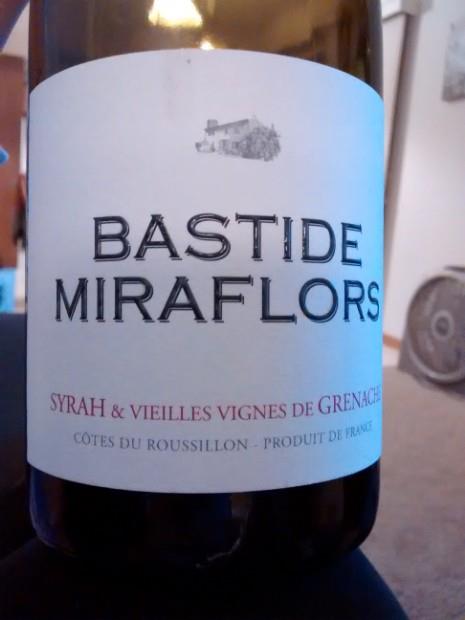 BASTIDE
MIRAFLORS
SYRAH & VIEILLES VIGNES DE GRENACHE
CÔTES DU ROUSSILLON - PRODUIT DE FRANCE